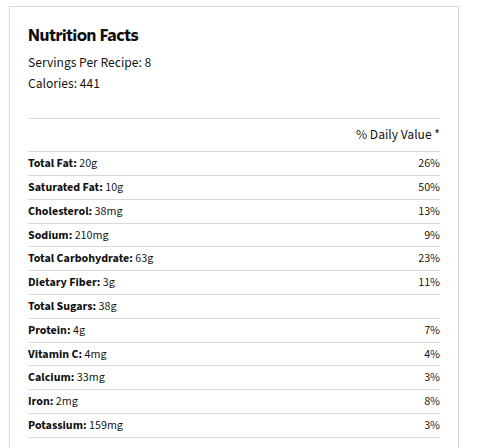 Nutrition Facts
Servings Per Recipe: 8
Calories: 441
% Daily Value *
Total Fat: 20g 26%
Saturated Fat: 10g 50%
Cholesterol: 38mg 13%
Sodium: 210mg 9%
Total Carbohydrate: 63g 23%
Dietary Fiber: 3g 11%
Total Sugars: 38g
Protein: 4g 7%
Vitamin C: 4mg 4%
Calcium: 33mg 3%
Iron: 2mg 8%
Potassium: 159mg 3%